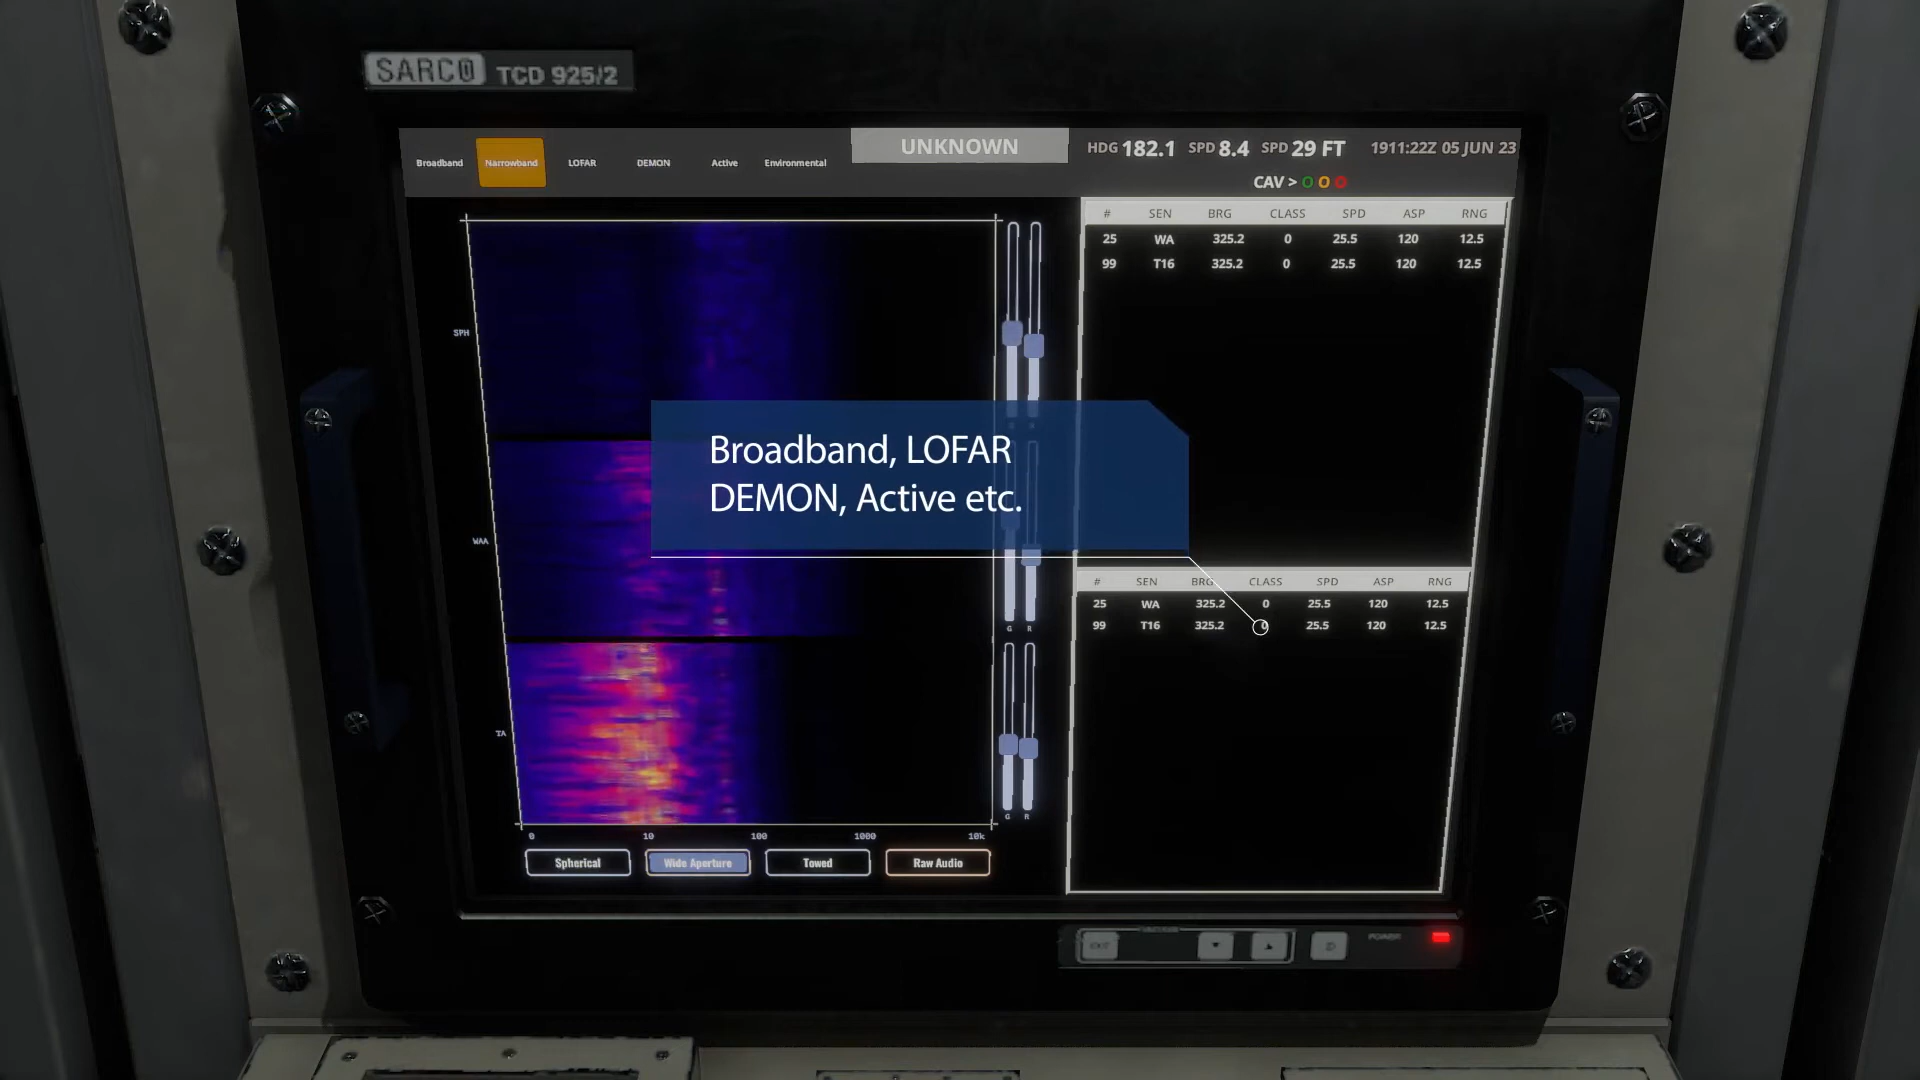 SARCO TCD 925/2
Broadband Narrowband LOFAR DEMON Active Environmental
UNKNOWN
HDG 182.1 SPD 8.4 SPD 29 FT 1911:22Z 05 JUN 23
CAV > O O O
SPH
WAA
TA
0 10 100 1000 10k
G R
G R
Spherical Wide Aperture Towed Raw Audio
# SEN BRG CLASS SPD ASP RNG
25 WA 325.2 0 25.5 120 12.5
99 T16 325.2 0 25.5 120 12.5
Broadband, LOFAR
DEMON, Active etc.
# SEN BRG CLASS SPD ASP RNG
25 WA 325.2 0 25.5 120 12.5
99 T16 325.2 0 25.5 120 12.5
EXIT
POWER